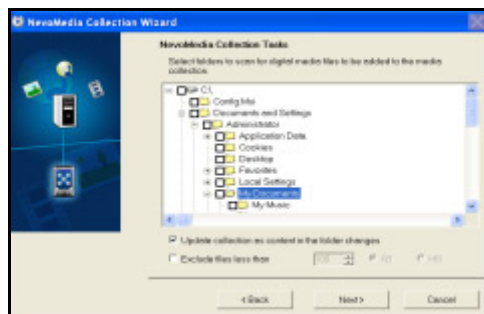 NevoMedia Collection Wizard
NevoMedia Collection Tasks
Select folders to scan for digital media files to be added to the media
collection.
C:\
Config.Msi
Documents and Settings
Administrator
Application Data
Cookies
Desktop
Favorites
Local Settings
My Documents
My Music
Update collection as content in the folder changes
Exclude files less than
< Back Next > Cancel